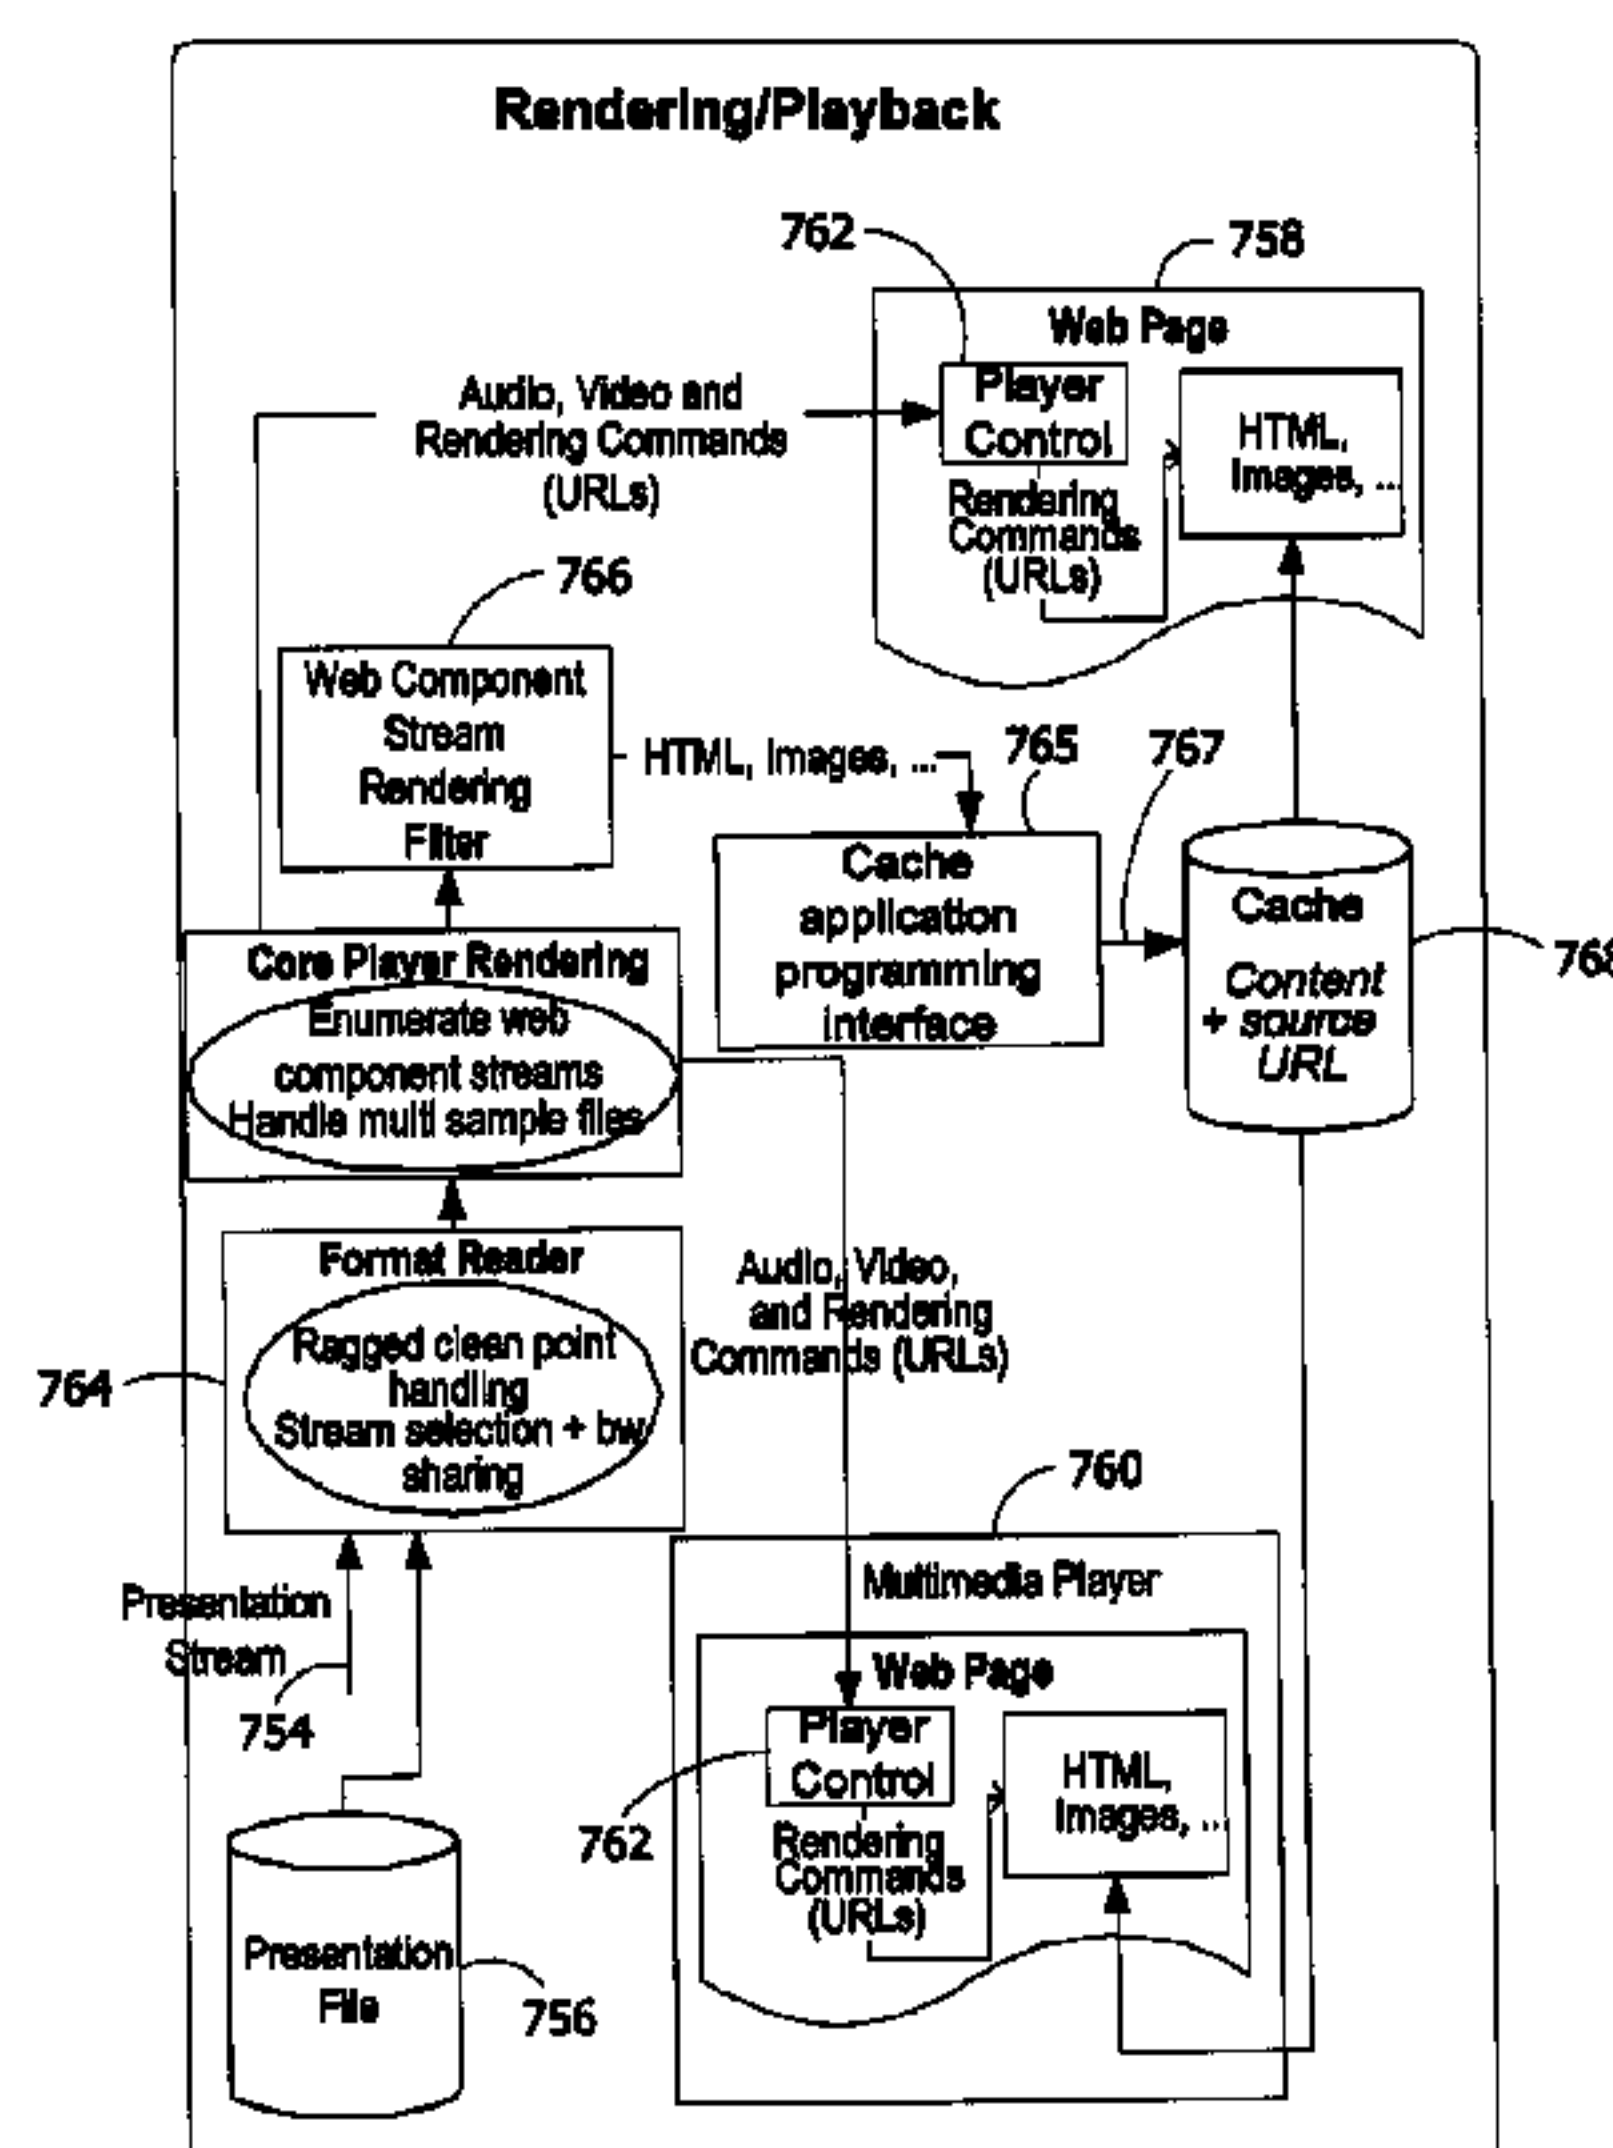 Rendering/Playback
762
758
Web Page
Player
Control
HTML,
Images, ...
Rendering
Commands
(URLs)
Audio, Video and
Rendering Commands
(URLs)
766
Web Component
Stream
Rendering
Filter
HTML, Images, ...
765
767
Cache
application
programming
interface
Cache
Content
+ source
URL
768
Core Player Rendering
Enumerate web
component streams
Handle multi sample files
Format Reader
Ragged clean point
handling
Stream selection + bw
sharing
764
Audio, Video,
and Rendering
Commands (URLs)
760
Multimedia Player
Web Page
Player
Control
HTML,
Images, ...
762
Rendering
Commands
(URLs)
Presentation
Stream
754
Presentation
File
756